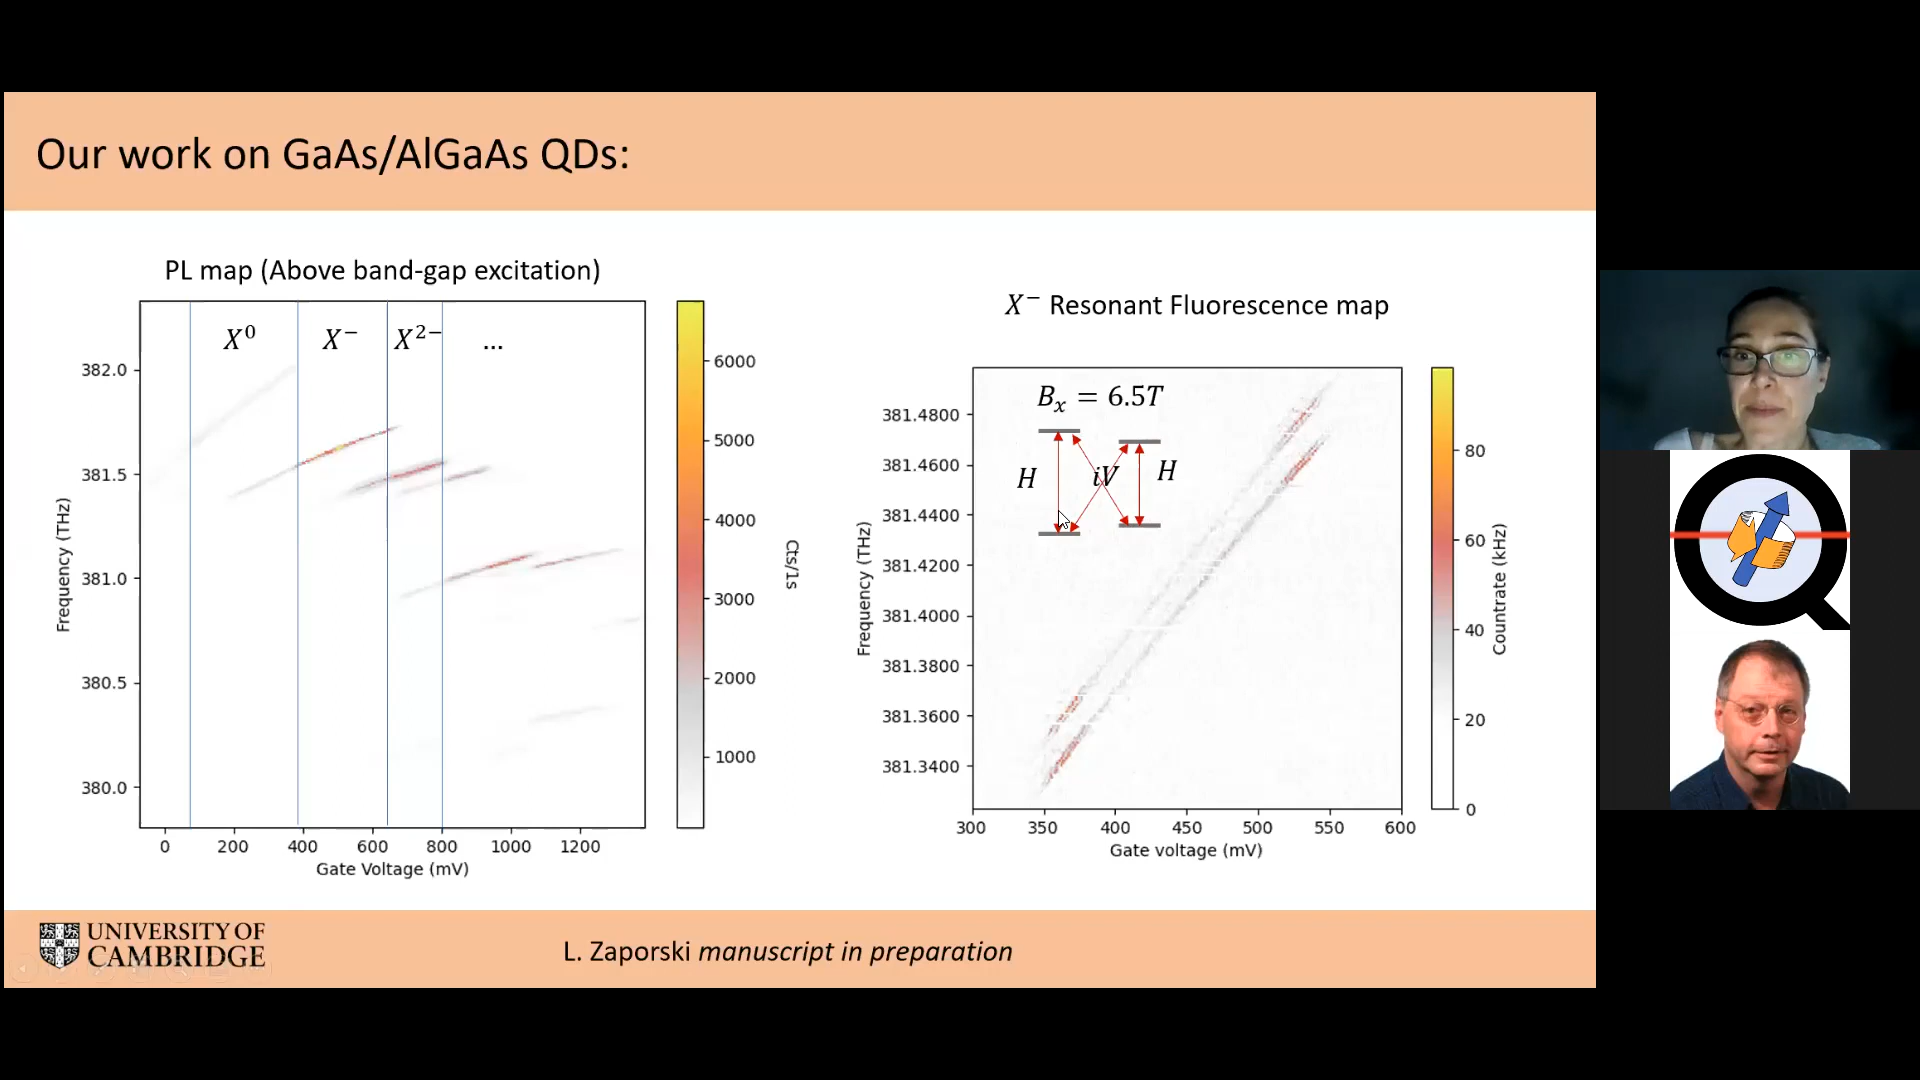 Our work on GaAs/AlGaAs QDs:
PL map (Above band-gap excitation)
X⁰
X⁻
X²⁻
...
382.0
381.5
381.0
380.5
380.0
Frequency (THz)
0
200
400
600
800
1000
1200
Gate Voltage (mV)
6000
5000
4000
3000
2000
1000
Cts/1s
X⁻ Resonant Fluorescence map
Bₓ = 6.5T
H
iV
H
381.4800
381.4600
381.4400
381.4200
381.4000
381.3800
381.3600
381.3400
Frequency (THz)
300
350
400
450
500
550
600
Gate voltage (mV)
80
60
40
20
0
Countrate (kHz)
UNIVERSITY OF
CAMBRIDGE
L. Zaporski manuscript in preparation